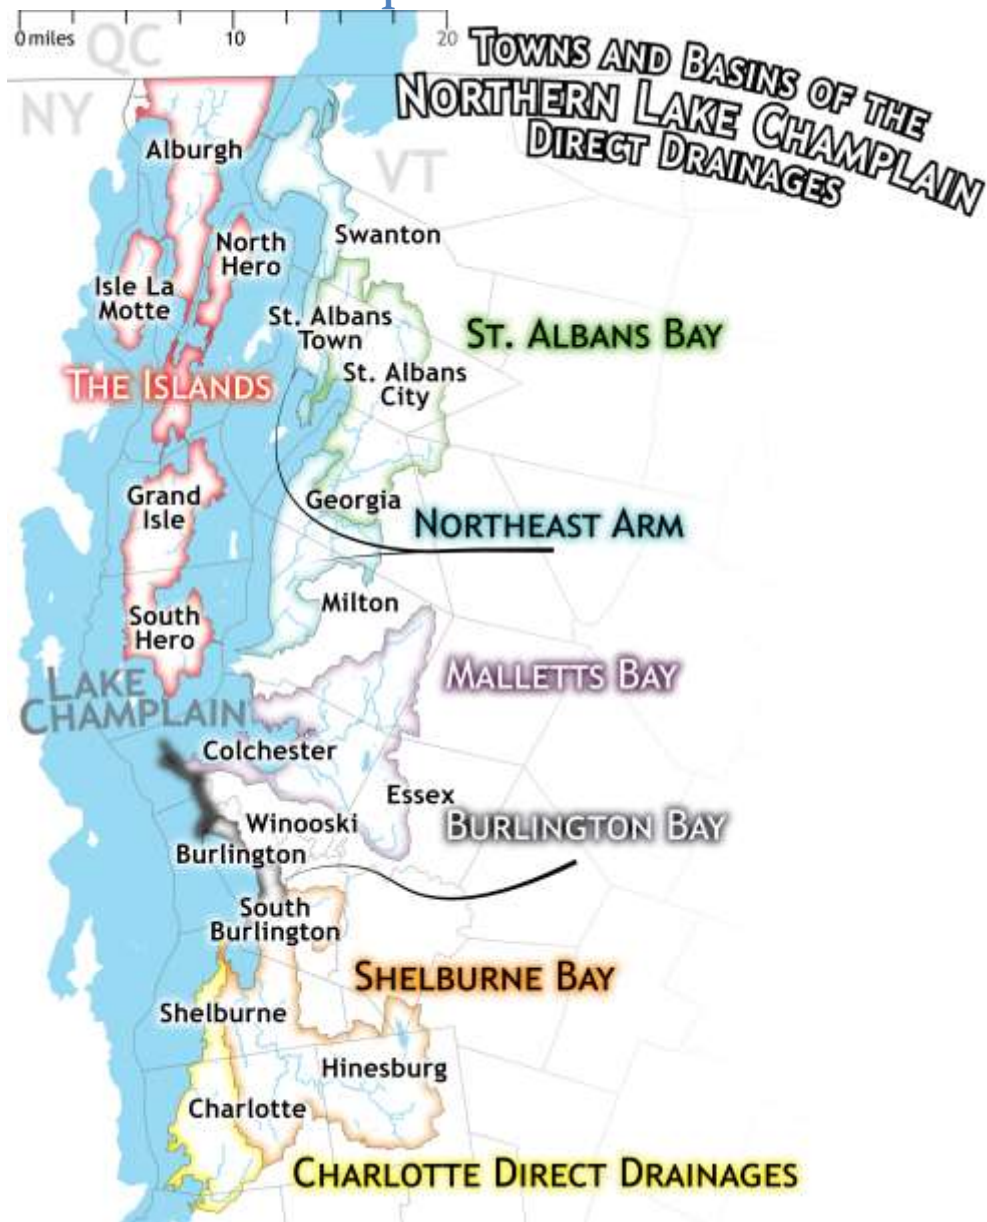 0 miles 10 20
QC
TOWNS AND BASINS OF THE
NORTHERN LAKE CHAMPLAIN
DIRECT DRAINAGES
NY
VT
Alburgh
Swanton
North
Hero
Isle La
Motte
St. Albans
Town
ST. ALBANS BAY
THE ISLANDS
St. Albans
City
Grand
Isle
Georgia
NORTHEAST ARM
Milton
South
Hero
MALLETTS BAY
LAKE
CHAMPLAIN
Colchester
Essex
Winooski
BURLINGTON BAY
Burlington
South
Burlington
SHELBURNE BAY
Shelburne
Hinesburg
Charlotte
CHARLOTTE DIRECT DRAINAGES